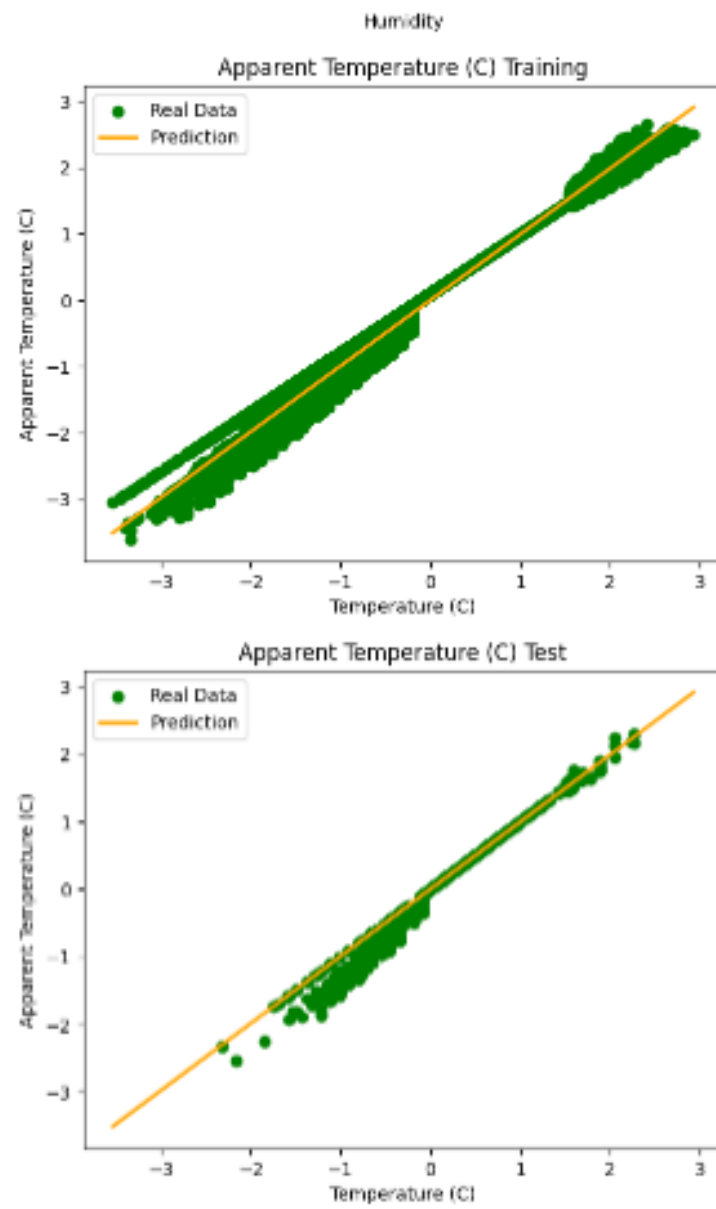 Humidity
Apparent Temperature (C) Training
Real Data
Prediction
3
2
1
0
−1
−2
−3
Apparent Temperature (C)
−3 −2 −1 0 1 2 3
Temperature (C)
Apparent Temperature (C) Test
Real Data
Prediction
3
2
1
0
−1
−2
−3
Apparent Temperature (C)
−3 −2 −1 0 1 2 3
Temperature (C)